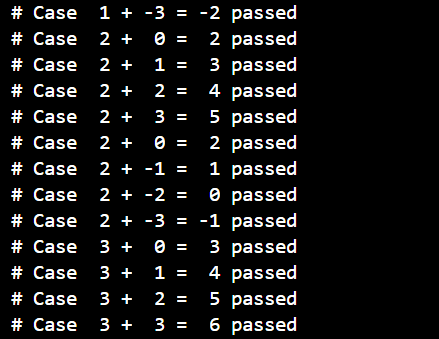 # Case  1 + -3 = -2 passed
# Case  2 +  0 =  2 passed
# Case  2 +  1 =  3 passed
# Case  2 +  2 =  4 passed
# Case  2 +  3 =  5 passed
# Case  2 +  0 =  2 passed
# Case  2 + -1 =  1 passed
# Case  2 + -2 =  0 passed
# Case  2 + -3 = -1 passed
# Case  3 +  0 =  3 passed
# Case  3 +  1 =  4 passed
# Case  3 +  2 =  5 passed
# Case  3 +  3 =  6 passed